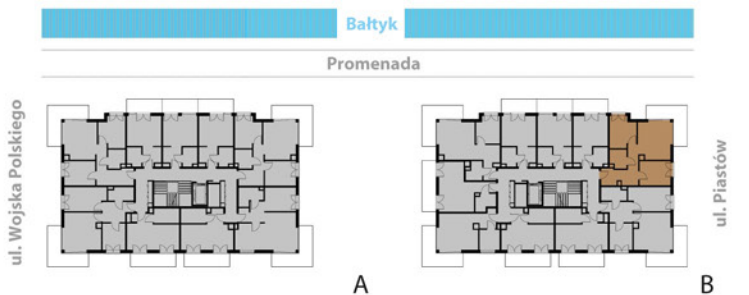 Bałtyk
Promenada
ul. Wojska Polskiego
ul. Piastów
A
B